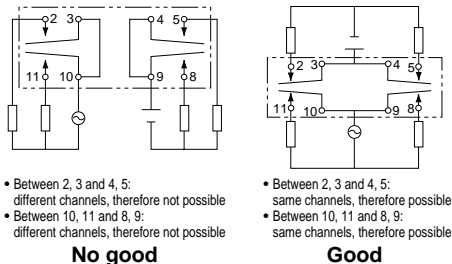 2 3 4 5
11 10 9 8
2 3 4 5
11 10 9 8
• Between 2, 3 and 4, 5:
different channels, therefore not possible
• Between 10, 11 and 8, 9:
different channels, therefore not possible
No good
• Between 2, 3 and 4, 5:
same channels, therefore possible
• Between 10, 11 and 8, 9:
same channels, therefore possible
Good